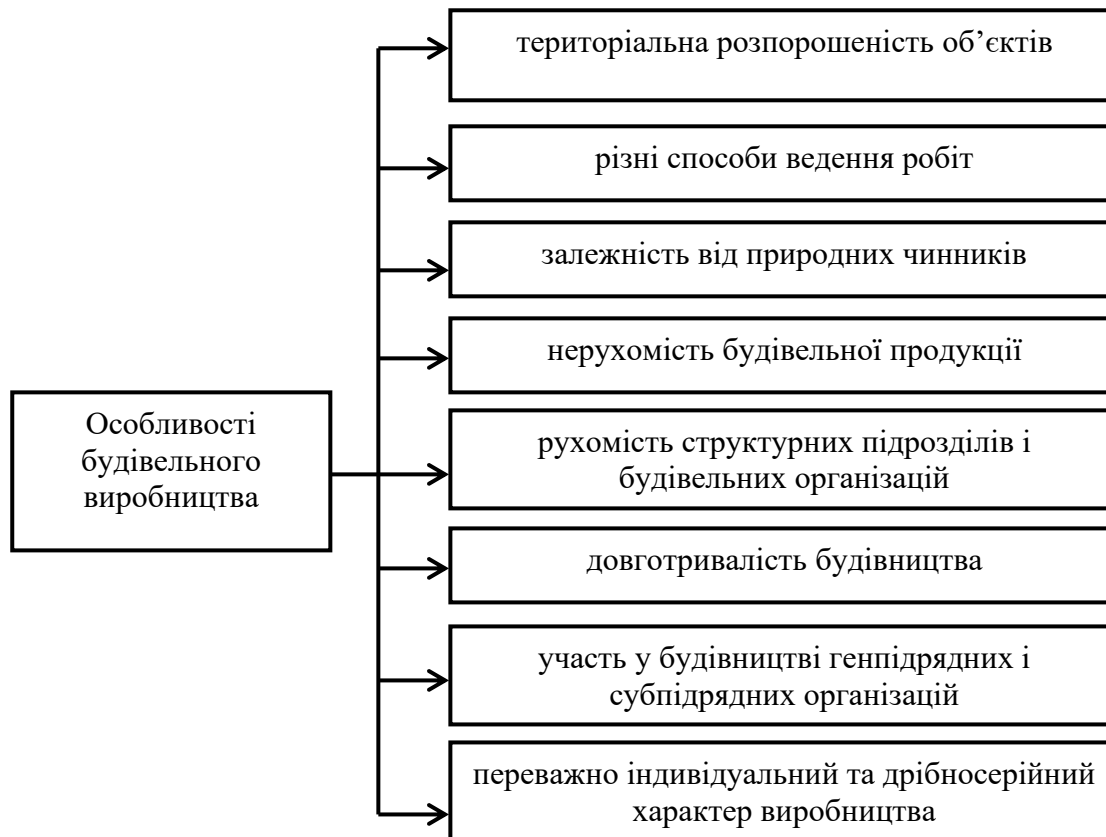 територіальна розпорошеність об’єктів
різні способи ведення робіт
залежність від природних чинників
нерухомість будівельної продукції
Особливості
будівельного
виробництва
рухомість структурних підрозділів і
будівельних організацій
довготривалість будівництва
участь у будівництві генпідрядних і
субпідрядних організацій
переважно індивідуальний та дрібносерійний
характер виробництва